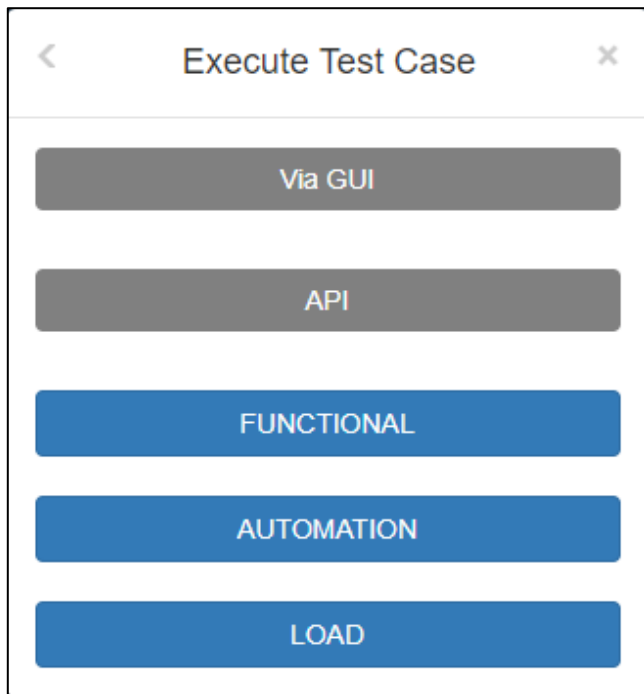 Execute Test Case
Via GUI
API
FUNCTIONAL
AUTOMATION
LOAD